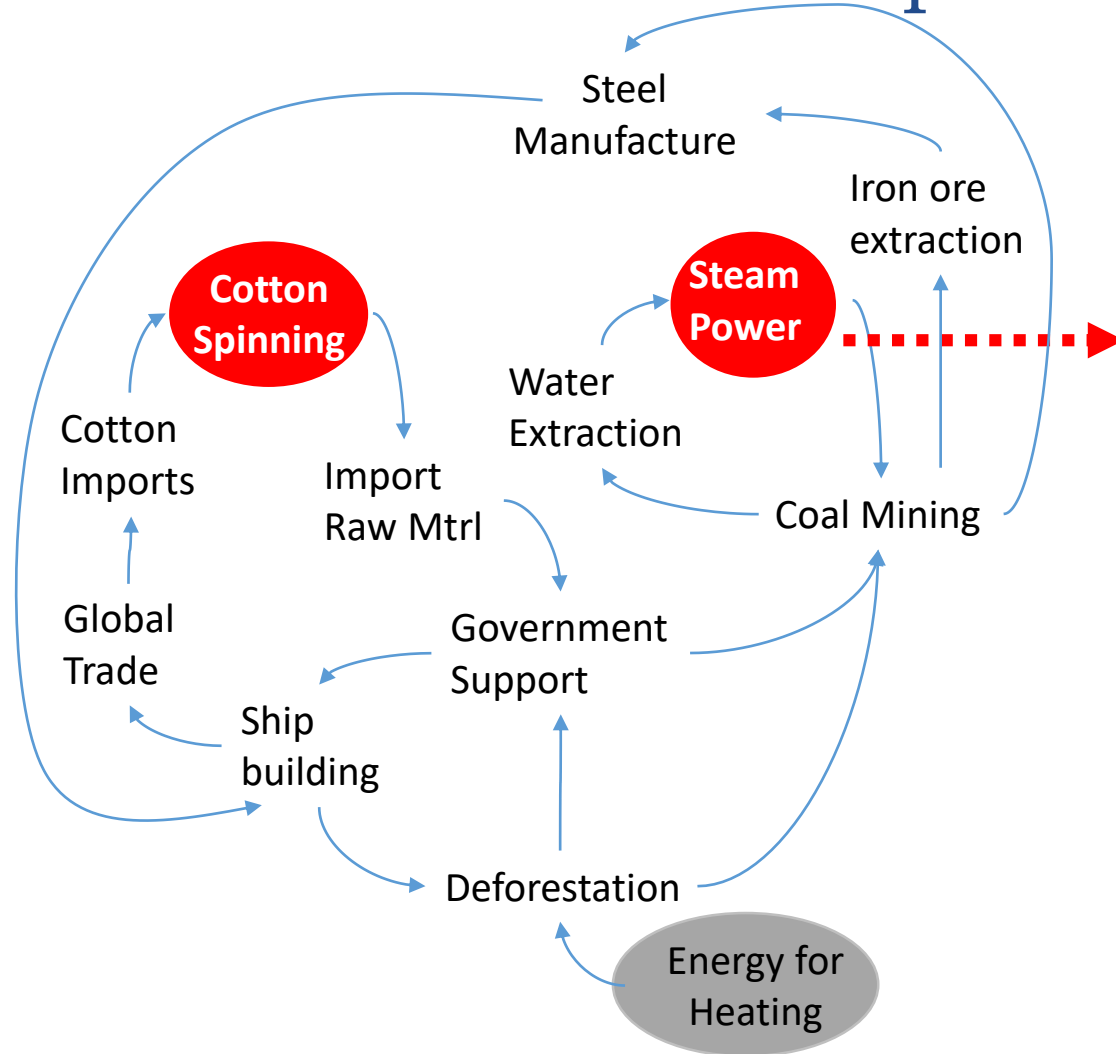 Steel
Manufacture
Iron ore
extraction
Cotton
Spinning
Steam
Power
Water
Extraction
Cotton
Imports
Import
Raw Mtrl
Coal Mining
Global
Trade
Government
Support
Ship
building
Deforestation
Energy for
Heating